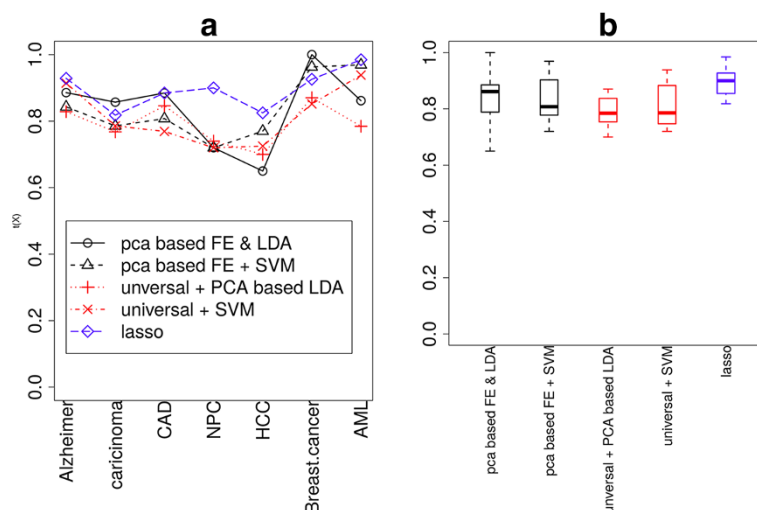 a
t(X)
1.0
0.8
0.6
0.4
0.2
0.0
pca based FE & LDA
pca based FE + SVM
unversal + PCA based LDA
universal + SVM
lasso
Alzheimer
caricinoma
CAD
NPC
HCC
Breast.cancer
AML
b
1.0
0.8
0.6
0.4
0.2
0.0
pca based FE & LDA
pca based FE + SVM
unversal + PCA based LDA
universal + SVM
lasso